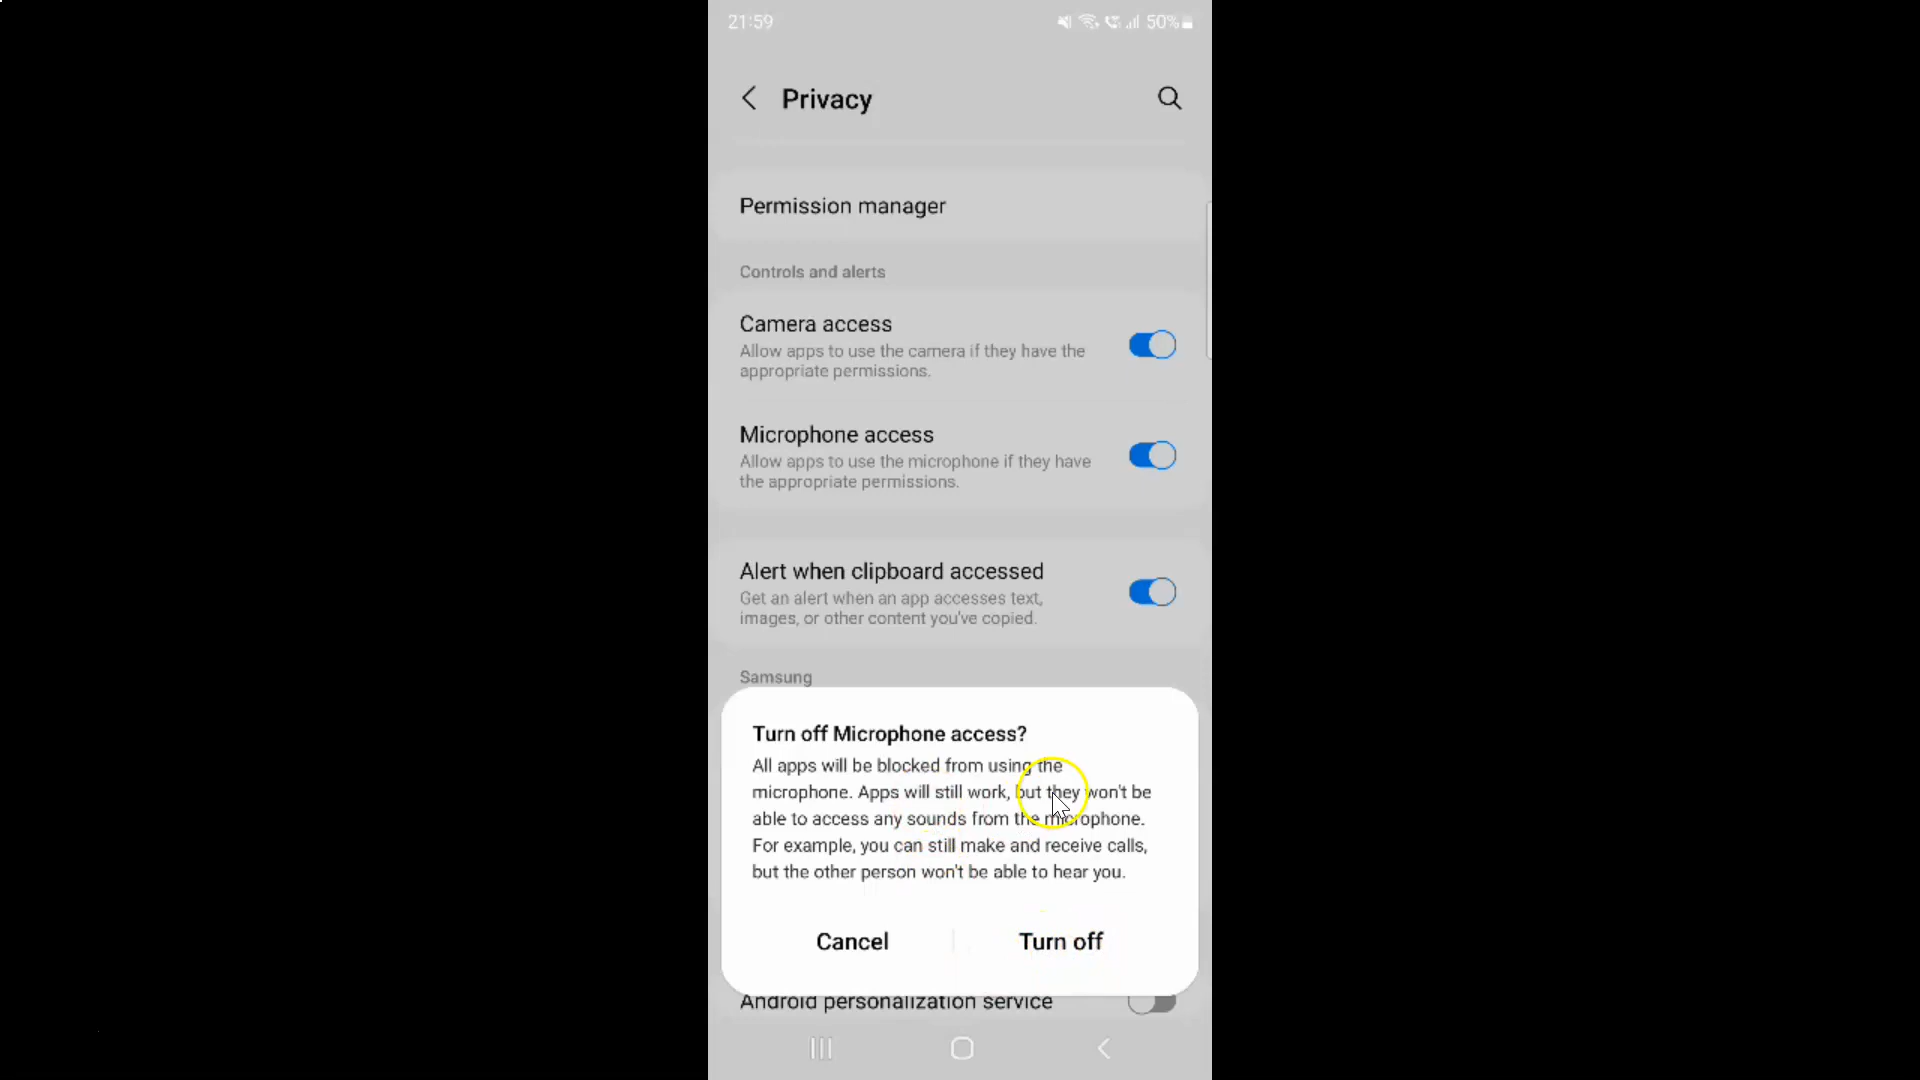 21:59
50%
Privacy
Permission manager
Controls and alerts
Camera access
Allow apps to use the camera if they have the
appropriate permissions.
Microphone access
Allow apps to use the microphone if they have
the appropriate permissions.
Alert when clipboard accessed
Get an alert when an app accesses text,
images, or other content you've copied.
Samsung
Turn off Microphone access?
All apps will be blocked from using the
microphone. Apps will still work, but they won't be
able to access any sounds from the microphone.
For example, you can still make and receive calls,
but the other person won't be able to hear you.
Cancel
Turn off
Android personalization service